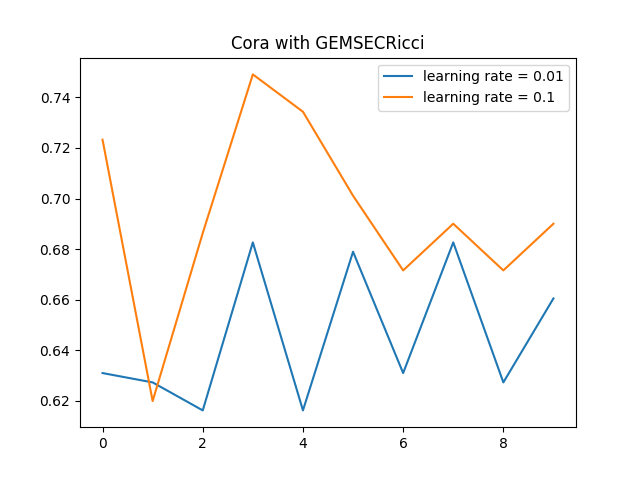 Cora with GEMSECRicci
learning rate = 0.01
learning rate = 0.1
0.74
0.72
0.70
0.68
0.66
0.64
0.62
0 2 4 6 8